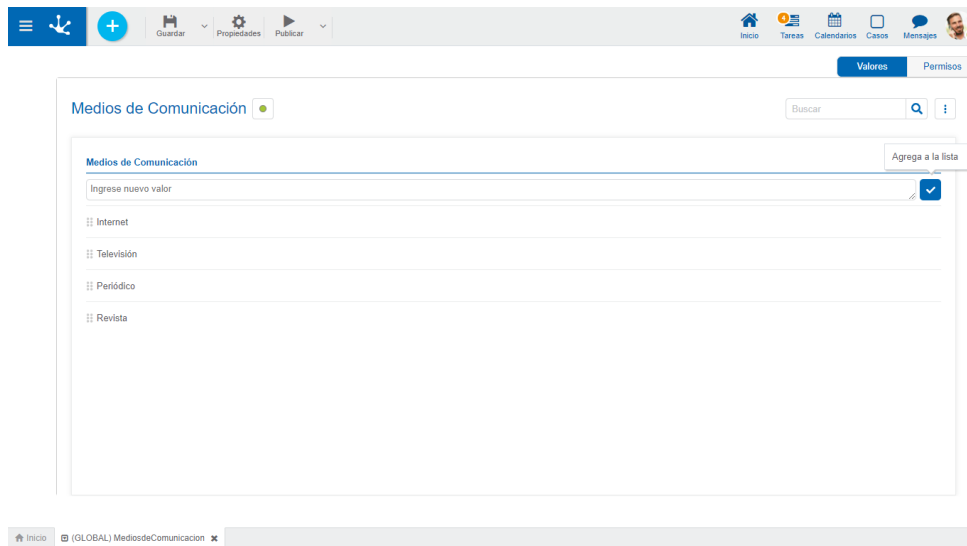 Guardar
Propiedades
Publicar
Inicio
4
Tareas
Calendarios
Casos
Mensajes
Valores
Permisos
Medios de Comunicación
Buscar
Agrega a la lista
Medios de Comunicación
Ingrese nuevo valor
Internet
Televisión
Periódico
Revista
Inicio
(GLOBAL) MediosdeComunicacion